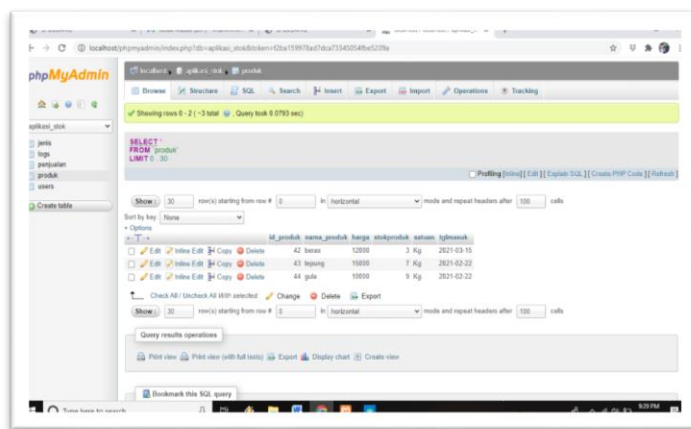 localhost/phpmyadmin/index.php?db=aplikasi_stok&token=
phpMyAdmin
localhost aplikasi_stok produk
Browse Structure SQL Search Insert Export Import Operations Tracking
Showing rows 0 - 2 ( ~3 total , Query took 0.0793 sec)
aplikasi_stok
jenis
logs
penjualan
produk
users
Create table
SELECT *
FROM `produk`
LIMIT 0 , 30
Profiling [Inline] [ Edit ] [ Explain SQL ] [ Create PHP Code ] [ Refresh ]
Show : 30 row(s) starting from row # 0 in horizontal mode and repeat headers after 100 cells
Sort by key: None
+ Options
id_produk nama_produk harga stokproduk satuan tglmasuk
Edit Inline Edit Copy Delete 42 beras 12000 3 Kg 2021-03-15
Edit Inline Edit Copy Delete 43 tepung 15000 7 Kg 2021-02-22
Edit Inline Edit Copy Delete 44 gula 10000 9 Kg 2021-02-22
Check All / Uncheck All With selected: Change Delete Export
Show : 30 row(s) starting from row # 0 in horizontal mode and repeat headers after 100 cells
Query results operations
Print view Print view (with full texts) Export Display chart Create view
Bookmark this SQL query
Type here to search
9:29 PM